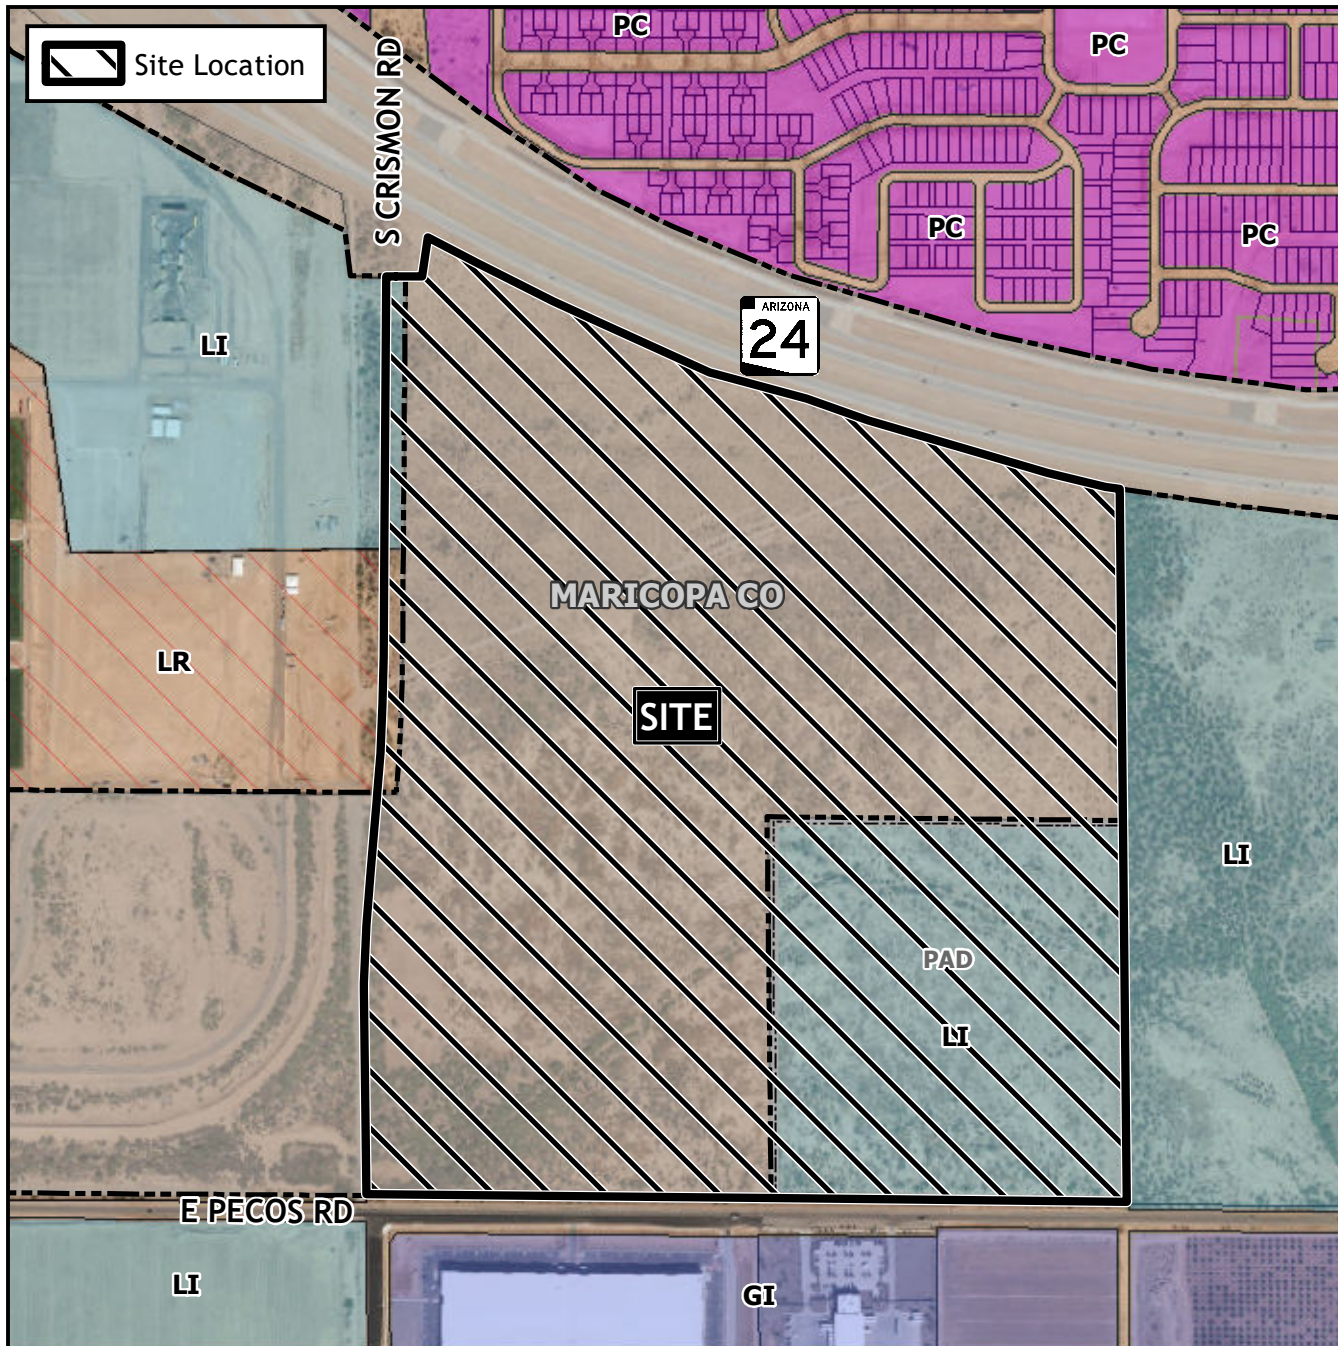 PC
PC
Site Location
S CRISMON RD
PC
PC
ARIZONA
24
LI
MARICOPA CO
LR
SITE
LI
PAD
LI
E PECOS RD
LI
GI